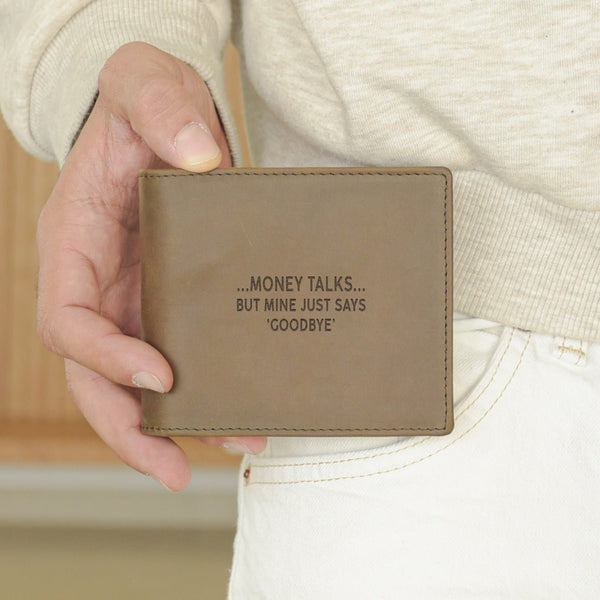 ...MONEY TALKS...
BUT MINE JUST SAYS
'GOODBYE'